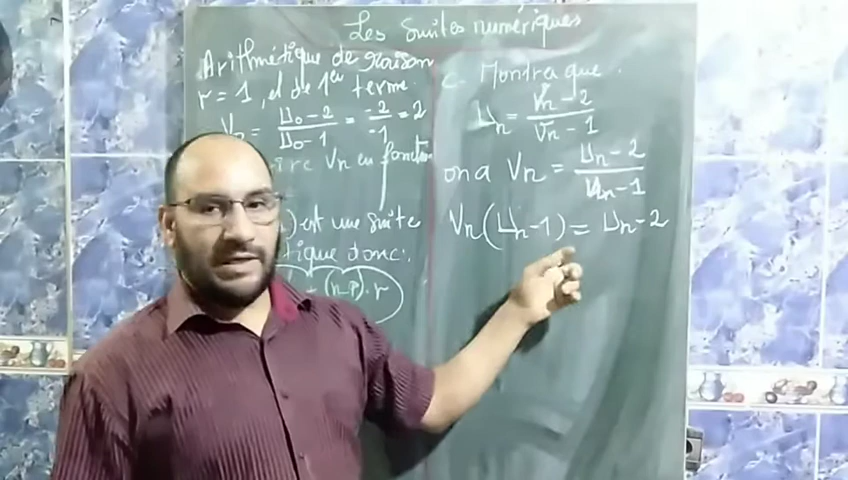 Les Suites numériques
Arithmétique de raison
r = 1, et de 1er terme.
V₀ = U₀ - 2 / U₀ - 1 = -2 / -1 = 2
Vn en fonction
est une suite
donc:
+ (n-p)·r
c. Montra que
Un = Vn - 2 / Vn - 1
on a Vn = Un - 2 / Un - 1
Vn(Un - 1) = Un - 2